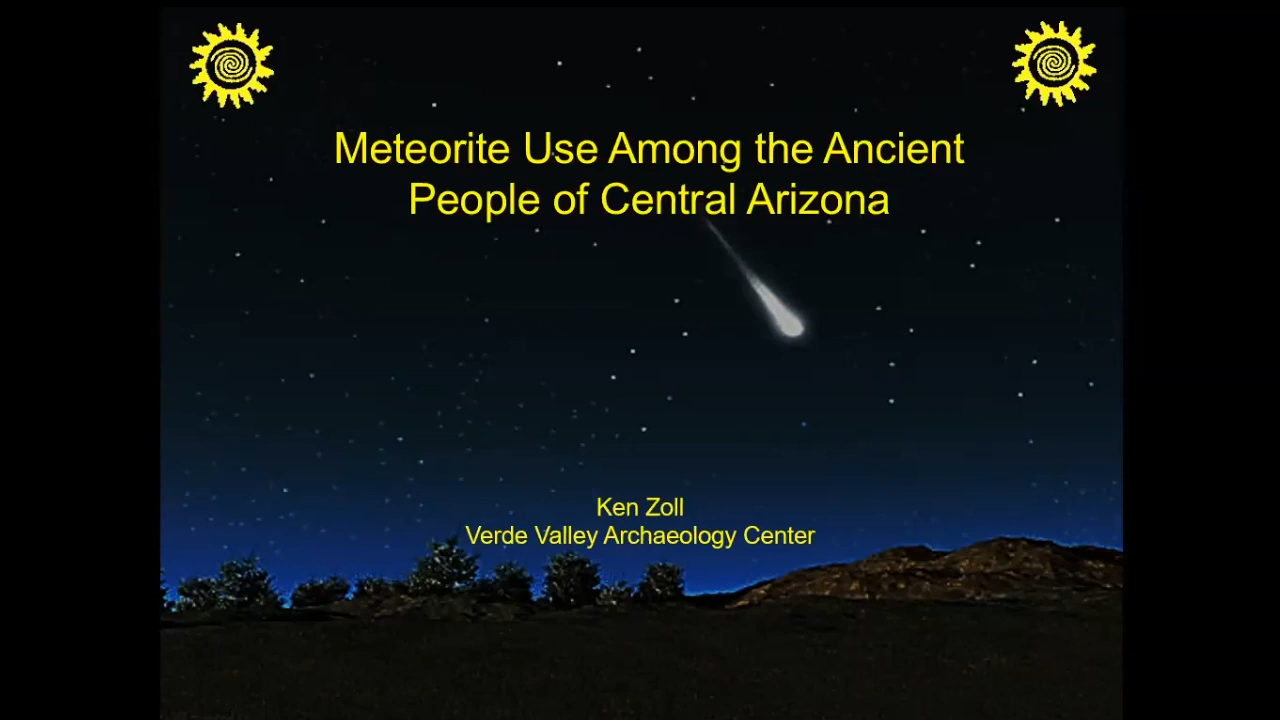 Meteorite Use Among the Ancient
People of Central Arizona
Ken Zoll
Verde Valley Archaeology Center